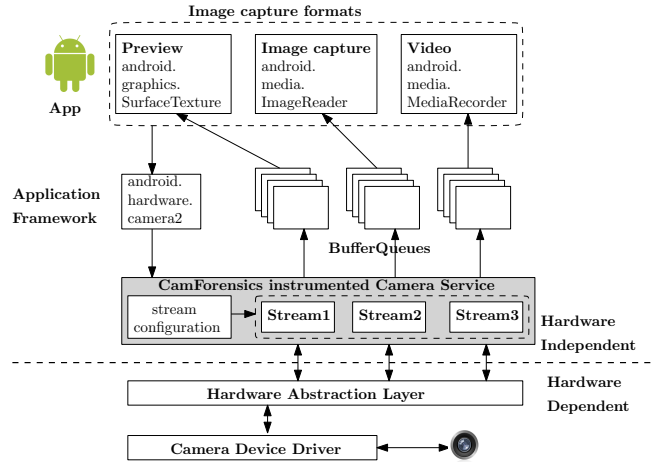 Image capture formats
Preview
android.
graphics.
SurfaceTexture
Image capture
android.
media.
ImageReader
Video
android.
media.
MediaRecorder
App
Application
Framework
android.
hardware.
camera2
BufferQueues
CamForensics instrumented Camera Service
stream
configuration
Stream1
Stream2
Stream3
Hardware
Independent
Hardware Abstraction Layer
Hardware
Dependent
Camera Device Driver